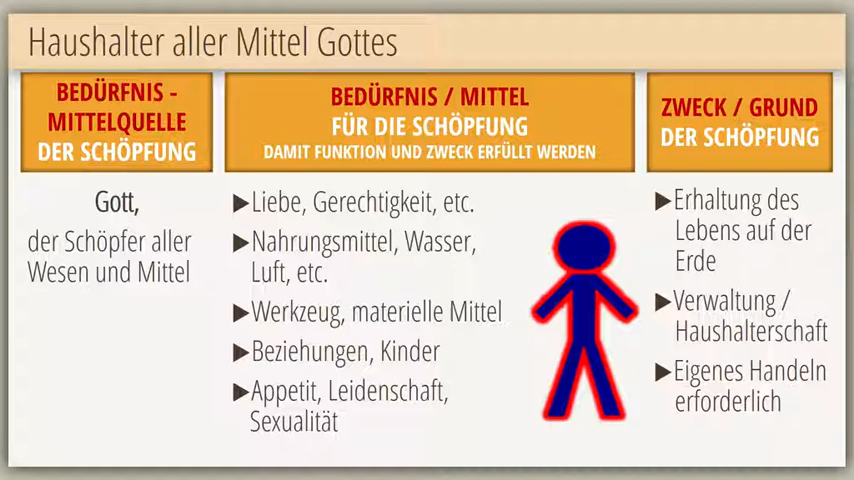 Haushalter aller Mittel Gottes
BEDÜRFNIS -
MITTELQUELLE
DER SCHÖPFUNG
Gott,
der Schöpfer aller
Wesen und Mittel
BEDÜRFNIS / MITTEL
FÜR DIE SCHÖPFUNG
DAMIT FUNKTION UND ZWECK ERFÜLLT WERDEN
▶Liebe, Gerechtigkeit, etc.
▶Nahrungsmittel, Wasser,
Luft, etc.
▶Werkzeug, materielle Mittel
▶Beziehungen, Kinder
▶Appetit, Leidenschaft,
Sexualität
ZWECK / GRUND
DER SCHÖPFUNG
▶Erhaltung des
Lebens auf der
Erde
▶Verwaltung /
Haushalterschaft
▶Eigenes Handeln
erforderlich